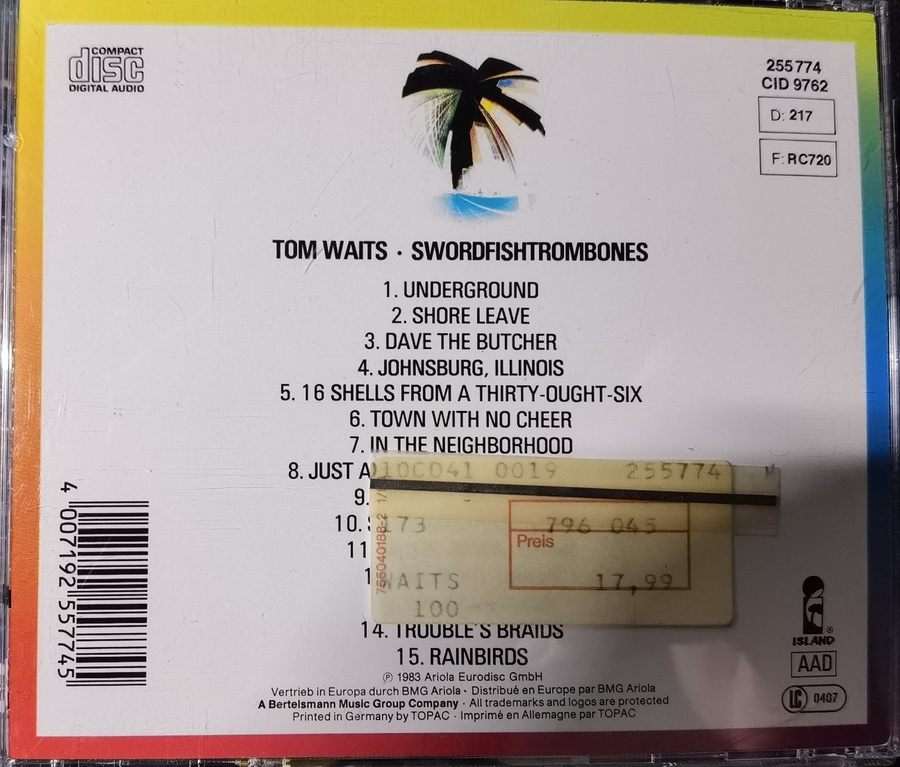 COMPACT
disc
DIGITAL AUDIO
255 774
CID 9762
D: 217
F: RC720
TOM WAITS · SWORDFISHTROMBONES
1. UNDERGROUND
2. SHORE LEAVE
3. DAVE THE BUTCHER
4. JOHNSBURG, ILLINOIS
5. 16 SHELLS FROM A THIRTY-OUGHT-SIX
6. TOWN WITH NO CHEER
7. IN THE NEIGHBORHOOD
8. JUST A
9.
10. S
11
1
14. TROUBLE'S BRAIDS
15. RAINBIRDS
10CD41 0019 255774
173 796 045
Preis
WAITS 17,99
100
℗ 1983 Ariola Eurodisc GmbH
Vertrieb in Europa durch BMG Ariola · Distribué en Europe par BMG Ariola
A Bertelsmann Music Group Company · All trademarks and logos are protected
Printed in Germany by TOPAC · Imprimé en Allemagne par TOPAC
4 007192 557745
ISLAND
AAD
LC 0407